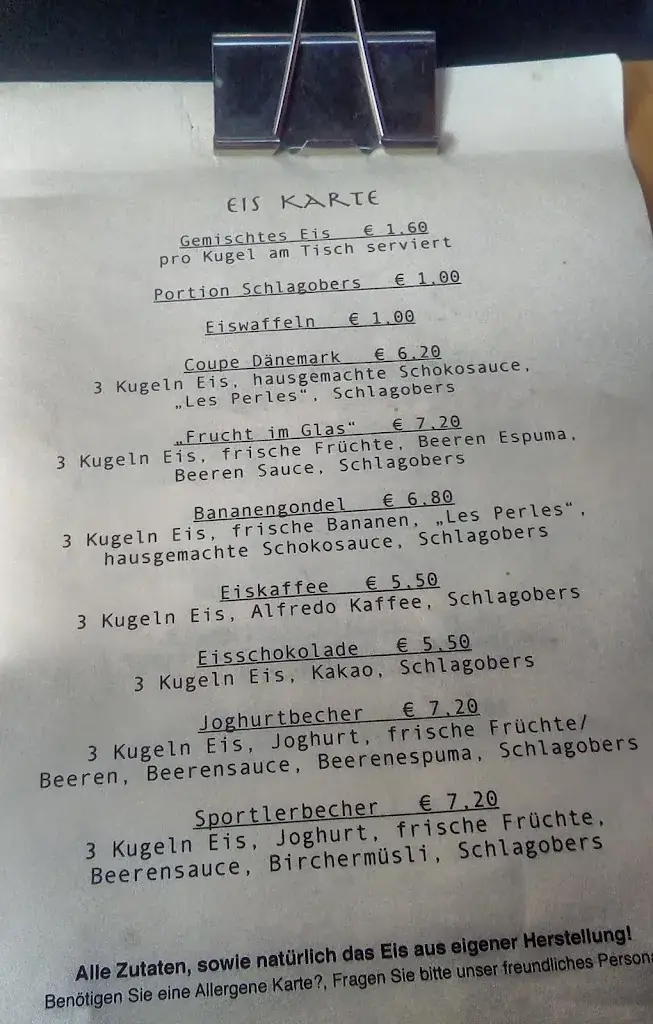 EIS KARTE
Gemischtes Eis € 1.60
pro Kugel am Tisch serviert
Portion Schlagobers € 1.00
Eiswaffeln € 1,00
Coupe Dänemark € 6.20
3 Kugeln Eis, hausgemachte Schokosauce,
„Les Perles“, Schlagobers
„Frucht im Glas“ € 7,20
3 Kugeln Eis, frische Früchte, Beeren Espuma,
Beeren Sauce, Schlagobers
Bananengondel € 6,80
3 Kugeln Eis, frische Bananen, „Les Perles“,
hausgemachte Schokosauce, Schlagobers
Eiskaffee € 5,50
3 Kugeln Eis, Alfredo Kaffee, Schlagobers
Eisschokolade € 5,50
3 Kugeln Eis, Kakao, Schlagobers
Joghurtbecher € 7,20
3 Kugeln Eis, Joghurt, frische Früchte/
Beeren, Beerensauce, Beerenespuma, Schlagobers
Sportlerbecher € 7,20
3 Kugeln Eis, Joghurt, frische Früchte,
Beerensauce, Birchermüsli, Schlagobers
Alle Zutaten, sowie natürlich das Eis aus eigener Herstellung!
Benötigen Sie eine Allergene Karte?, Fragen Sie bitte unser freundliches Persona